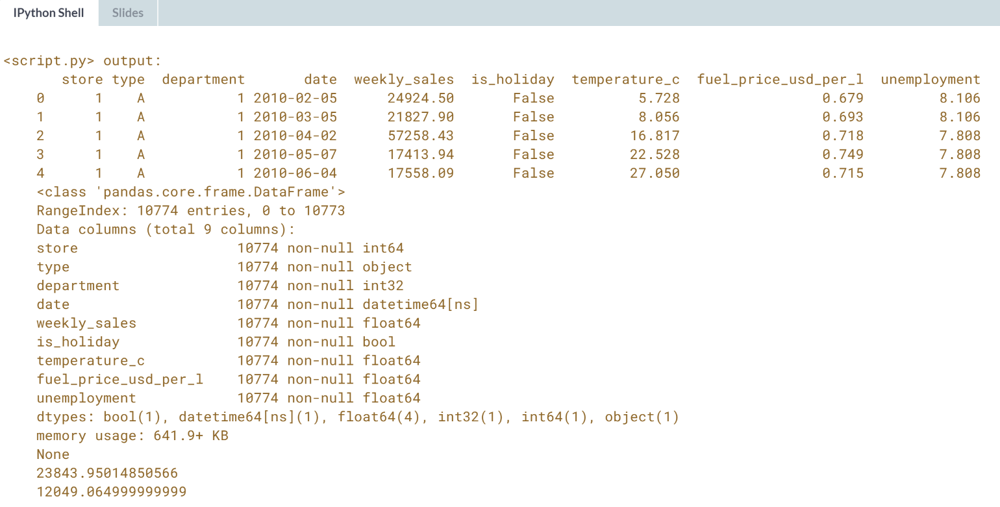 IPython Shell Slides
<script.py> output:
       store type  department       date  weekly_sales  is_holiday  temperature_c  fuel_price_usd_per_l  unemployment
    0      1    A           1 2010-02-05      24924.50       False          5.728                 0.679         8.106
    1      1    A           1 2010-03-05      21827.90       False          8.056                 0.693         8.106
    2      1    A           1 2010-04-02      57258.43       False         16.817                 0.718         7.808
    3      1    A           1 2010-05-07      17413.94       False         22.528                 0.749         7.808
    4      1    A           1 2010-06-04      17558.09       False         27.050                 0.715         7.808
    <class 'pandas.core.frame.DataFrame'>
    RangeIndex: 10774 entries, 0 to 10773
    Data columns (total 9 columns):
    store                   10774 non-null int64
    type                    10774 non-null object
    department              10774 non-null int32
    date                    10774 non-null datetime64[ns]
    weekly_sales            10774 non-null float64
    is_holiday              10774 non-null bool
    temperature_c           10774 non-null float64
    fuel_price_usd_per_l    10774 non-null float64
    unemployment            10774 non-null float64
    dtypes: bool(1), datetime64[ns](1), float64(4), int32(1), int64(1), object(1)
    memory usage: 641.9+ KB
    None
    23843.95014850566
    12049.064999999999